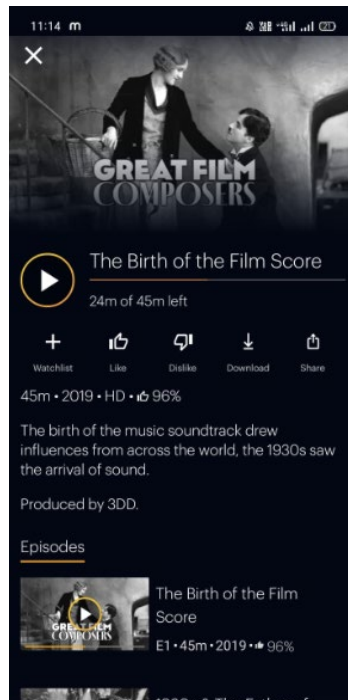 11:14 m
GREAT FILM
COMPOSERS
The Birth of the Film Score
24m of 45m left
Watchlist Like Dislike Download Share
45m • 2019 • HD • 96%
The birth of the music soundtrack drew
influences from across the world, the 1930s saw
the arrival of sound.
Produced by 3DD.
Episodes
GREAT FILM
COMPOSERS
The Birth of the Film
Score
E1 • 45m • 2019 • 96%